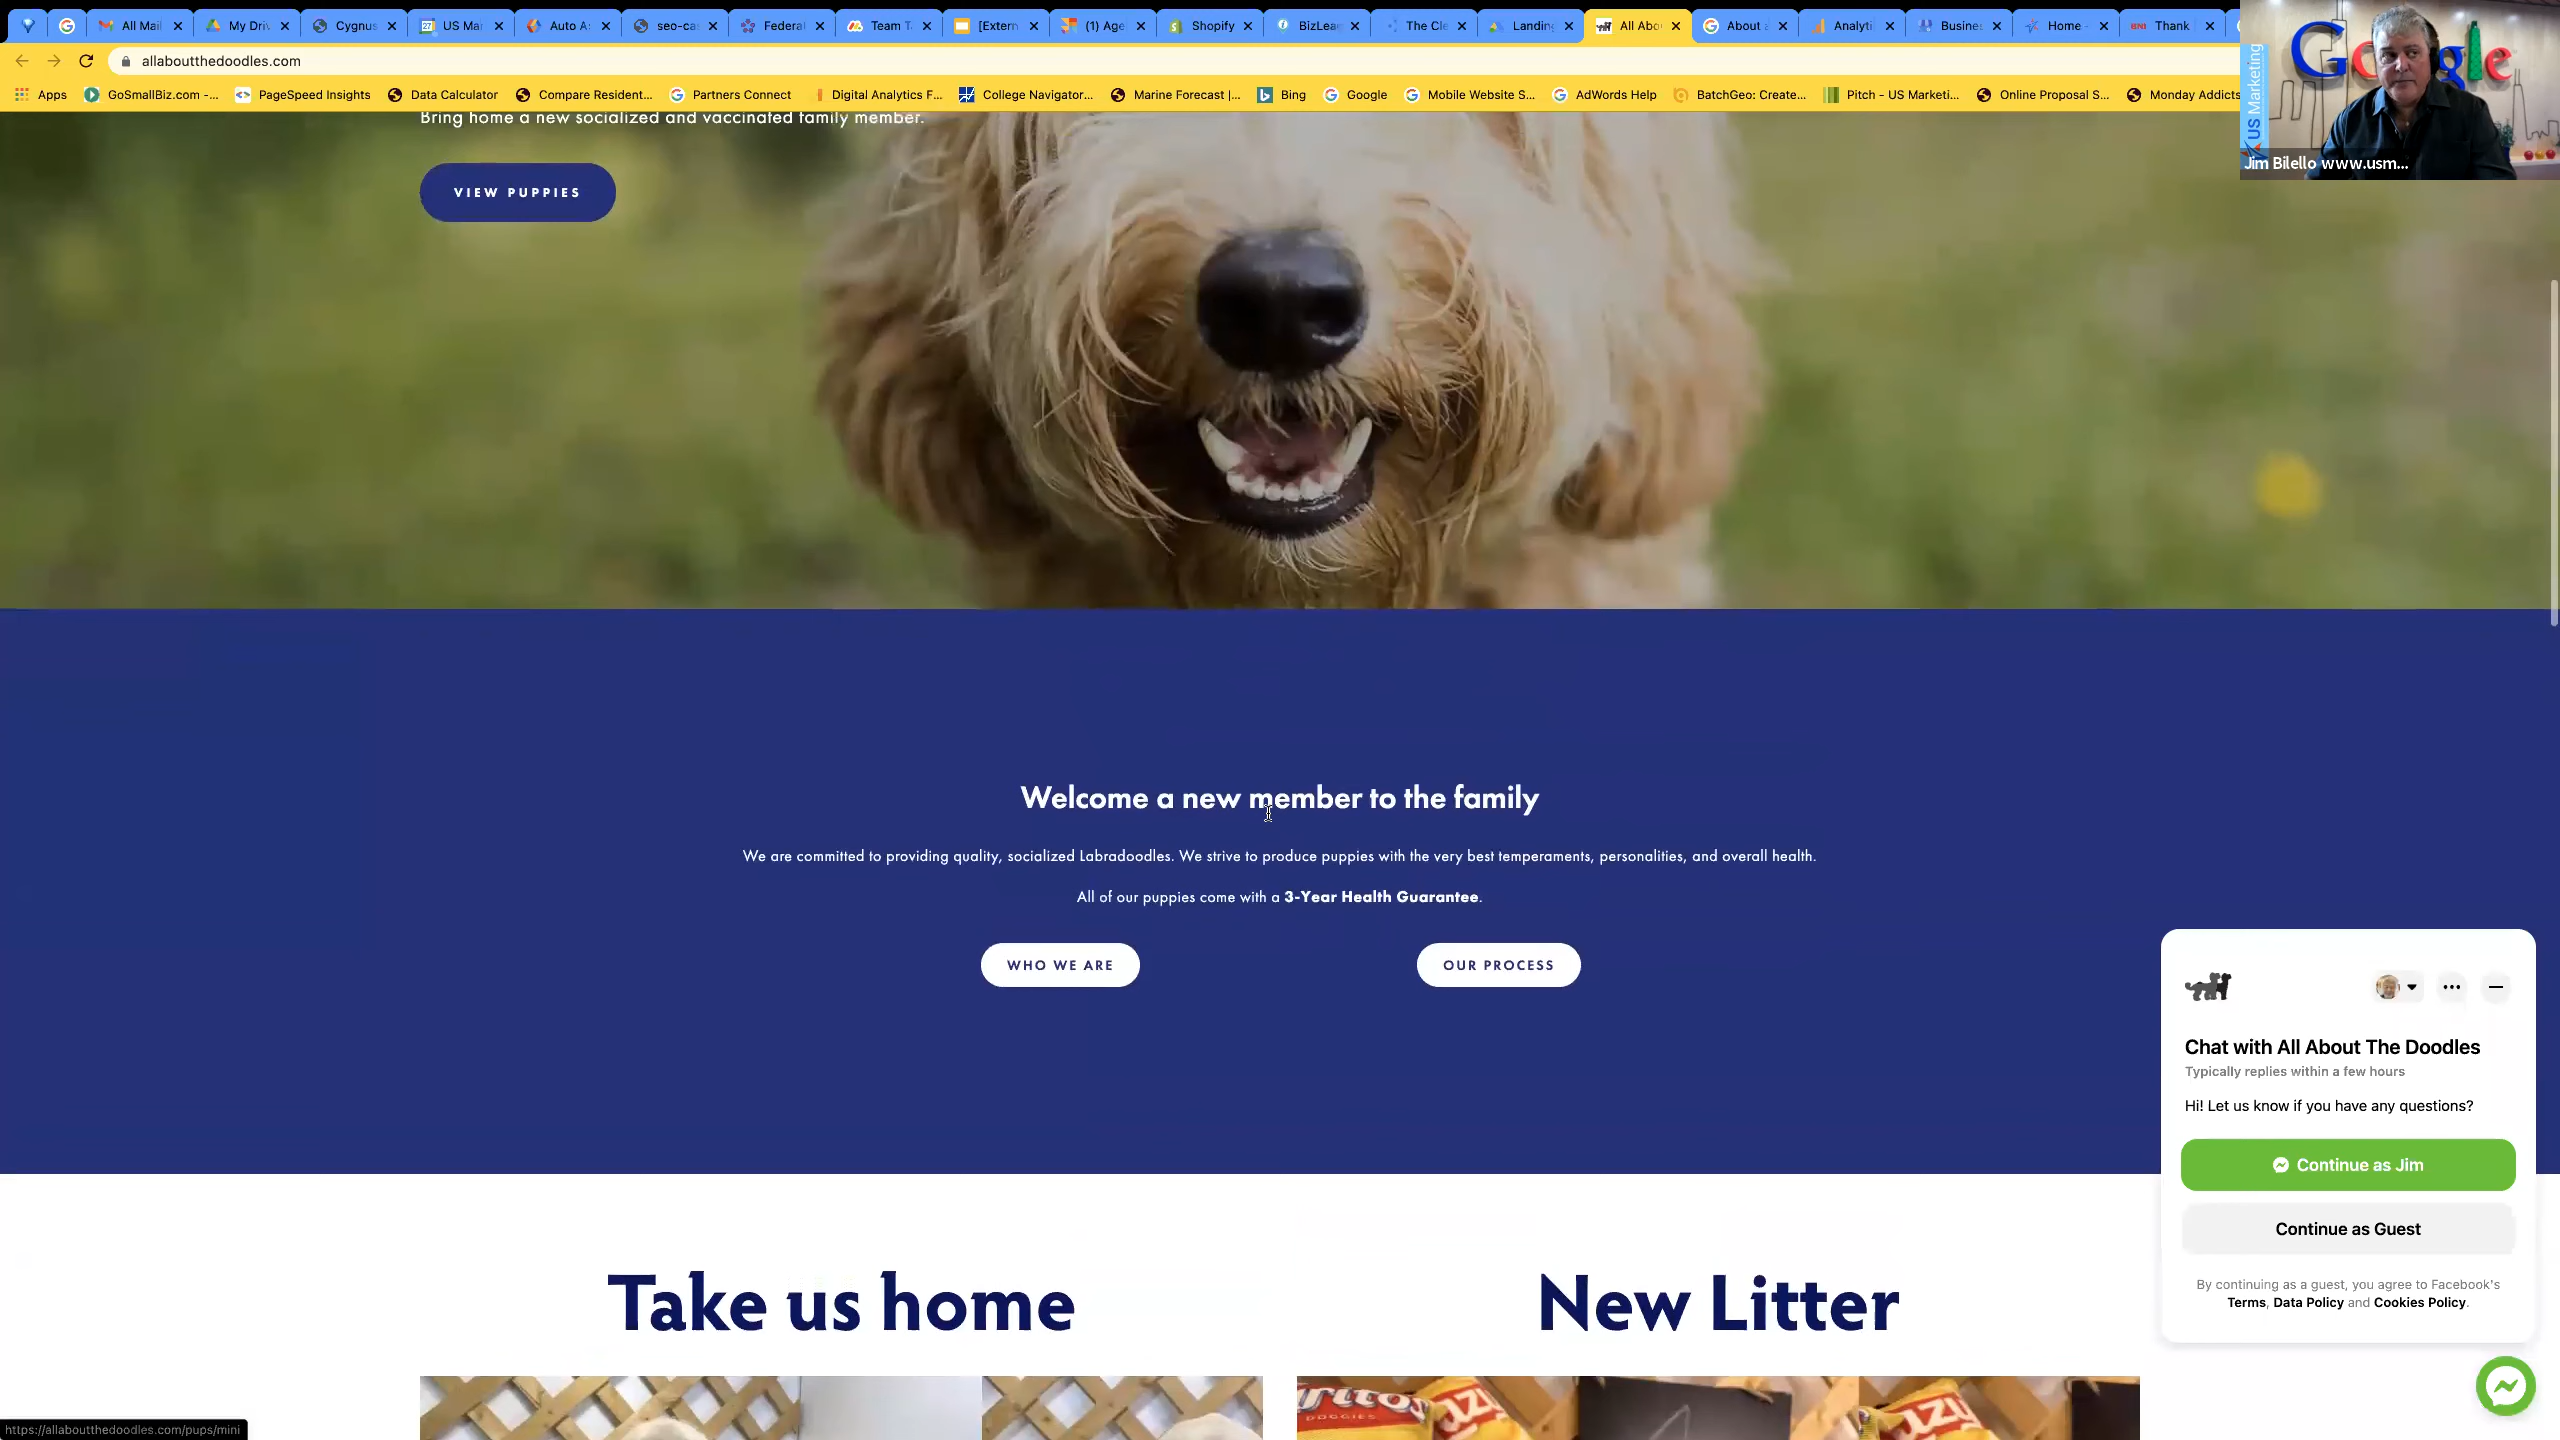 All Mail
My Driv
Cygnus
US Mar
Auto A
seo-ca
Federal
Team T
[Extern
(1) Age
Shopify
BizLea
The Cle
Landin
All Abo
About a
Analyti
Busines
Home -
Thank
allaboutthedoodles.com
Apps
GoSmallBiz.com -...
PageSpeed Insights
Data Calculator
Compare Resident...
Partners Connect
Digital Analytics F...
College Navigator...
Marine Forecast |...
Bing
Google
Mobile Website S...
AdWords Help
BatchGeo: Create...
Pitch - US Marketi...
Online Proposal S...
Monday Addicts
US Marketing
Jim Bilello www.usm...
Bring home a new socialized and vaccinated family member.
VIEW PUPPIES
Welcome a new member to the family
We are committed to providing quality, socialized Labradoodles. We strive to produce puppies with the very best temperaments, personalities, and overall health.
All of our puppies come with a 3-Year Health Guarantee.
WHO WE ARE
OUR PROCESS
Chat with All About The Doodles
Typically replies within a few hours
Hi! Let us know if you have any questions?
Continue as Jim
Continue as Guest
By continuing as a guest, you agree to Facebook's
Terms, Data Policy and Cookies Policy.
Take us home
New Litter
DOGGIES
https://allaboutthedoodles.com/pups/mini